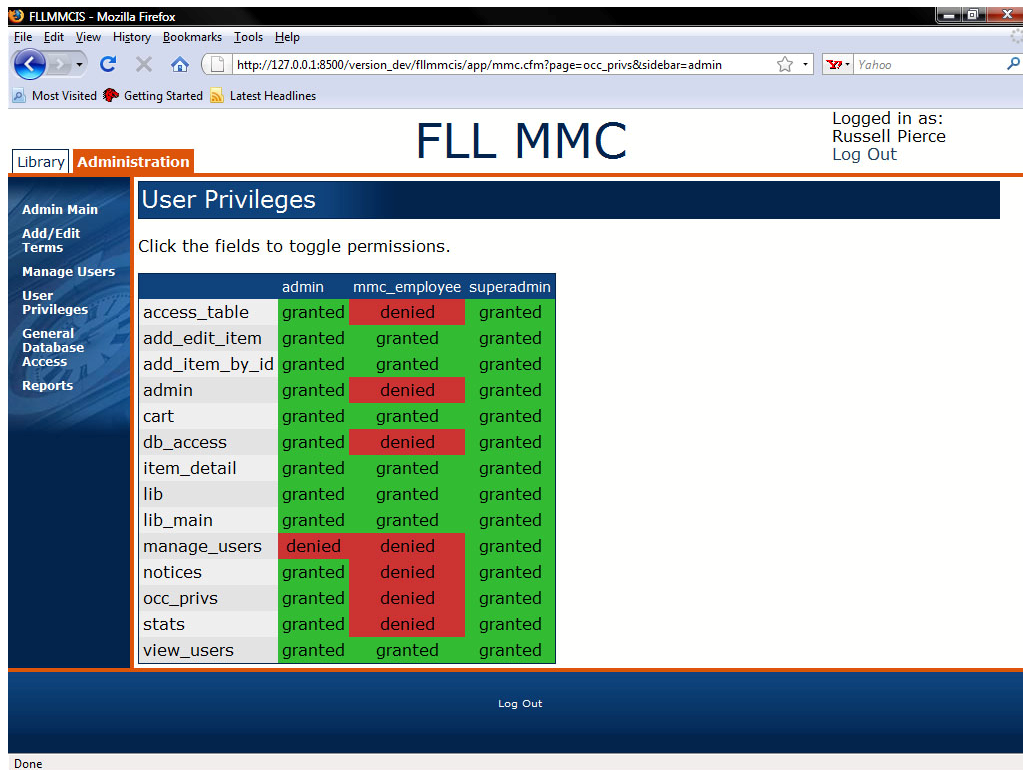 FLLMMCIS - Mozilla Firefox
File Edit View History Bookmarks Tools Help
http://127.0.0.1:8500/version_dev/fllmmcis/app/mmc.cfm?page=occ_privs&sidebar=admin Yahoo
Most Visited Getting Started Latest Headlines
FLL MMC
Logged in as:
Russell Pierce
Log Out
Library Administration
Admin Main
Add/Edit
Terms
Manage Users
User
Privileges
General
Database
Access
Reports
User Privileges
Click the fields to toggle permissions.
admin mmc_employee superadmin
access_table granted denied granted
add_edit_item granted granted granted
add_item_by_id granted granted granted
admin granted denied granted
cart granted granted granted
db_access granted denied granted
item_detail granted granted granted
lib granted granted granted
lib_main granted granted granted
manage_users denied denied granted
notices granted denied granted
occ_privs granted denied granted
stats granted denied granted
view_users granted granted granted
Log Out
Done